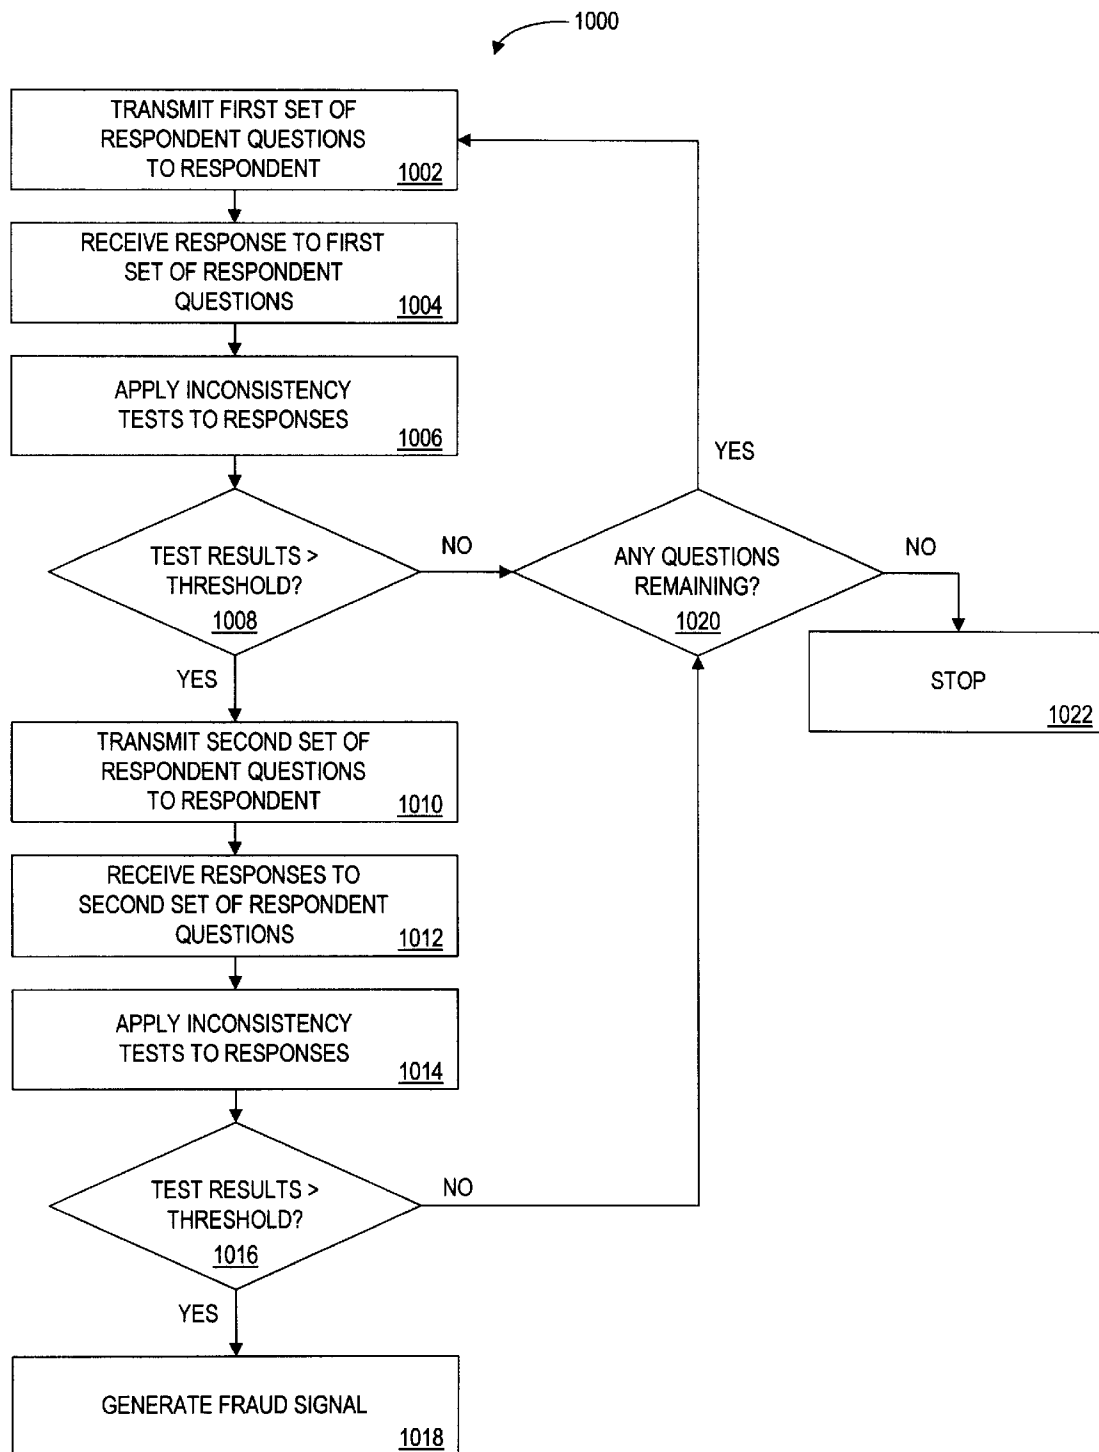 1000
TRANSMIT FIRST SET OF
RESPONDENT QUESTIONS
TO RESPONDENT
1002
RECEIVE RESPONSE TO FIRST
SET OF RESPONDENT
QUESTIONS
1004
APPLY INCONSISTENCY
TESTS TO RESPONSES
1006
TEST RESULTS >
THRESHOLD?
1008
NO
YES
ANY QUESTIONS
REMAINING?
1020
YES
NO
STOP
1022
TRANSMIT SECOND SET OF
RESPONDENT QUESTIONS
TO RESPONDENT
1010
RECEIVE RESPONSES TO
SECOND SET OF RESPONDENT
QUESTIONS
1012
APPLY INCONSISTENCY
TESTS TO RESPONSES
1014
TEST RESULTS >
THRESHOLD?
1016
NO
YES
GENERATE FRAUD SIGNAL
1018